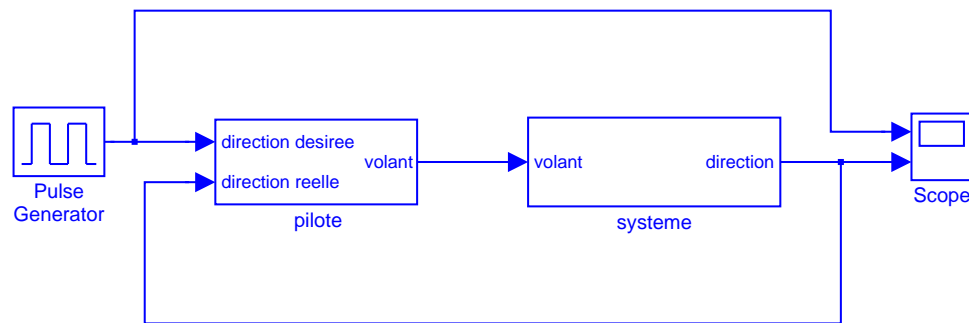 direction desiree
volant
direction reelle
volant
direction
Pulse
Generator
pilote
systeme
Scope